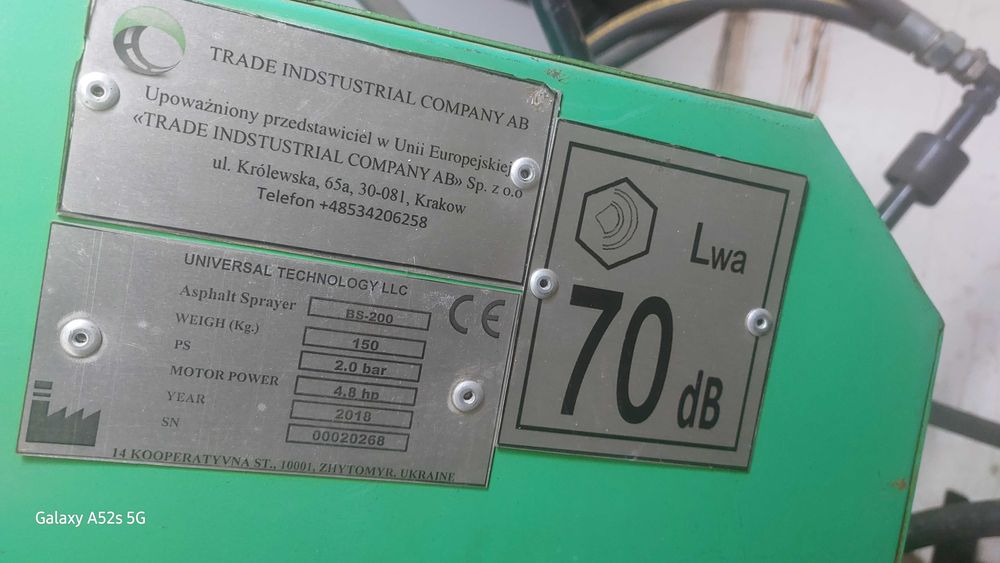 TRADE INDSTUSTRIAL COMPANY AB
Upoważniony przedstawiciel w Unii Europejskiej
«TRADE INDSTUSTRIAL COMPANY AB» Sp. z o.o
ul. Królewska, 65a, 30-081, Krakow
Telefon +48534206258
UNIVERSAL TECHNOLOGY LLC
Asphalt Sprayer BS-200
WEIGH (Kg.) 150
PS 2.0 bar
MOTOR POWER 4.8 hp
YEAR 2018
SN 00020268
CE
14 KOOPERATYVNA ST., 10001, ZHYTOMYR, UKRAINE
Lwa
70 dB
Galaxy A52s 5G